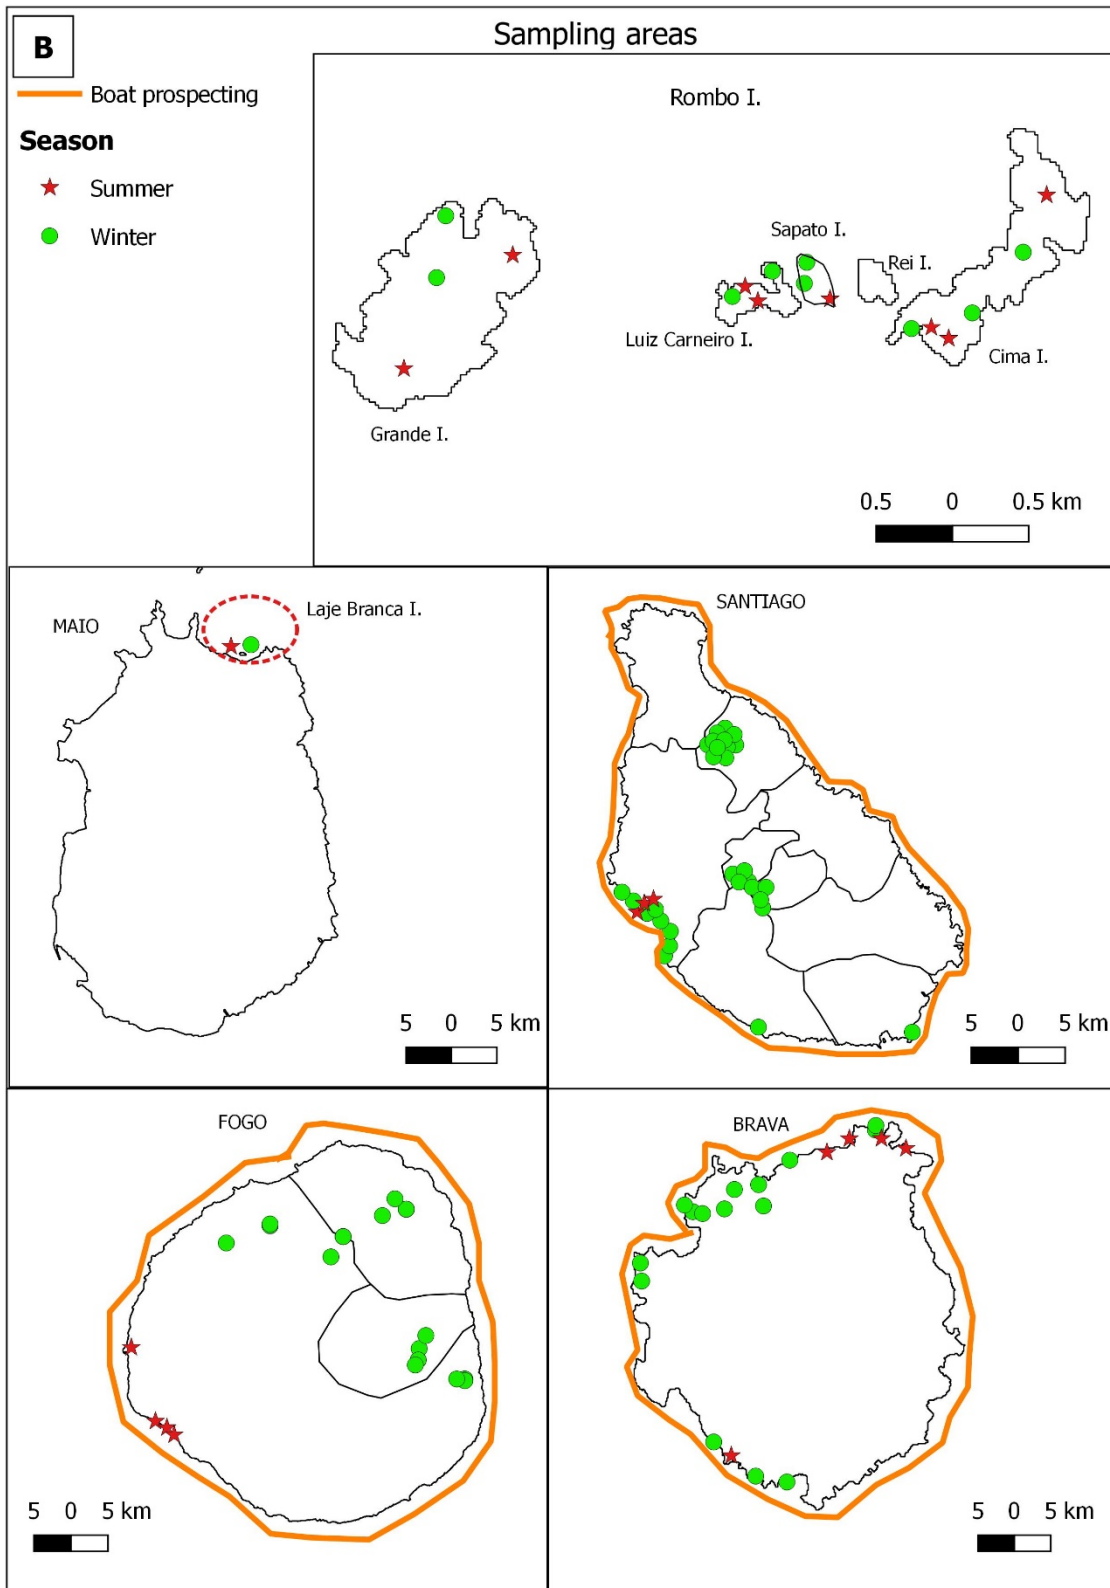 Sampling areas
B
Boat prospecting
Season
Summer
Winter
Rombo I.
Sapato I.
Rei I.
Luiz Carneiro I.
Cima I.
Grande I.
0.5 0 0.5 km
MAIO
Laje Branca I.
5 0 5 km
SANTIAGO
5 0 5 km
FOGO
5 0 5 km
BRAVA
5 0 5 km